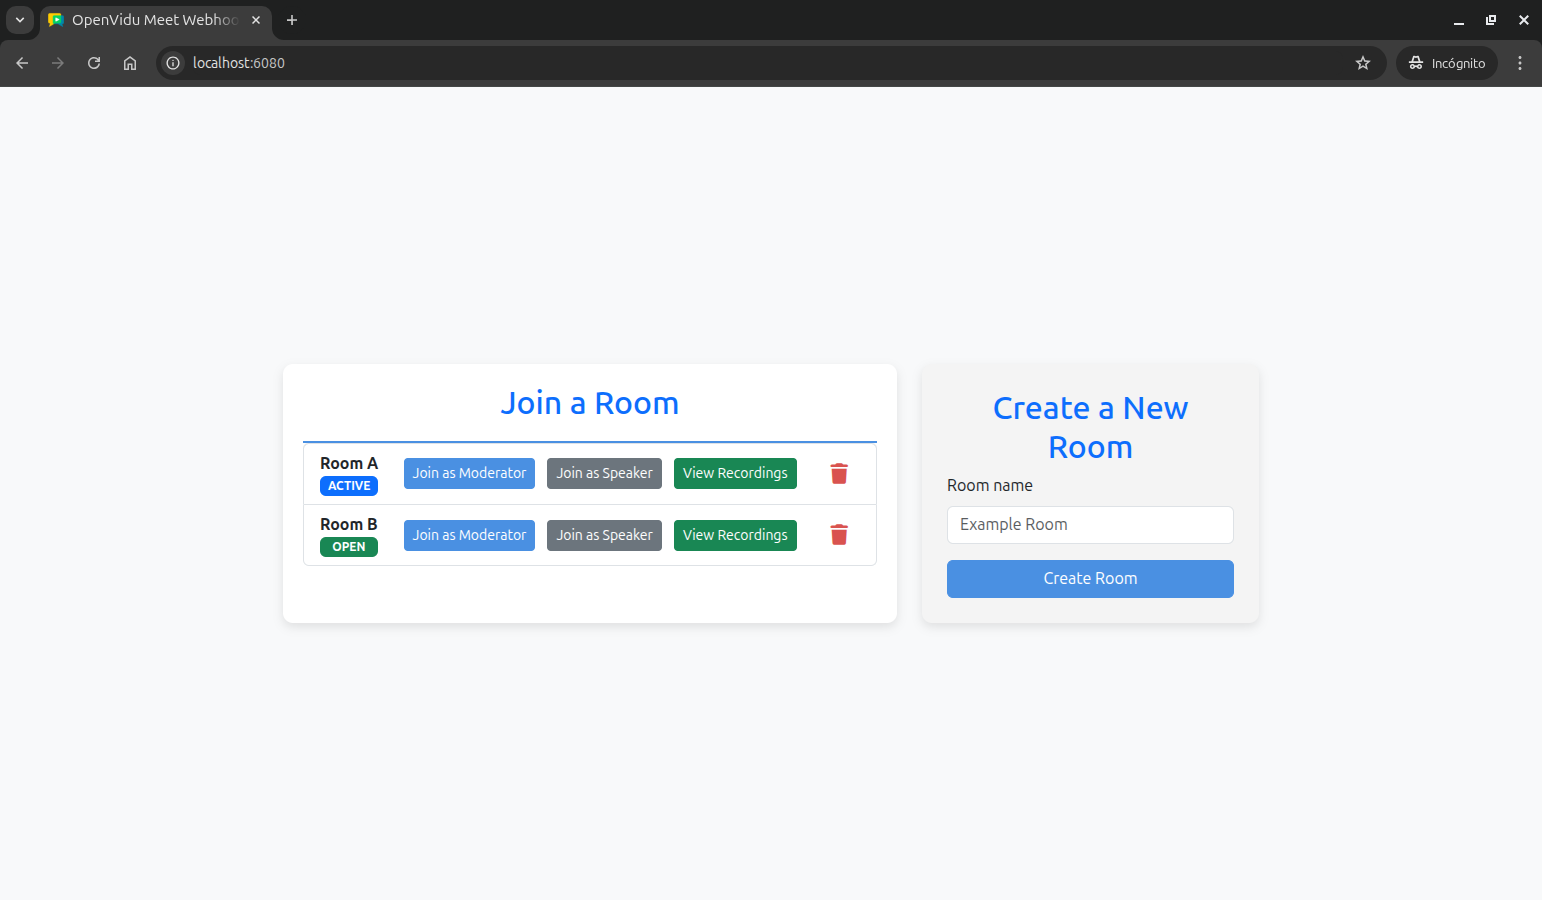 OpenVidu Meet Webhoo
localhost:6080
Incógnito
Join a Room
Room A
ACTIVE
Join as Moderator
Join as Speaker
View Recordings
Room B
OPEN
Join as Moderator
Join as Speaker
View Recordings
Create a New
Room
Room name
Example Room
Create Room